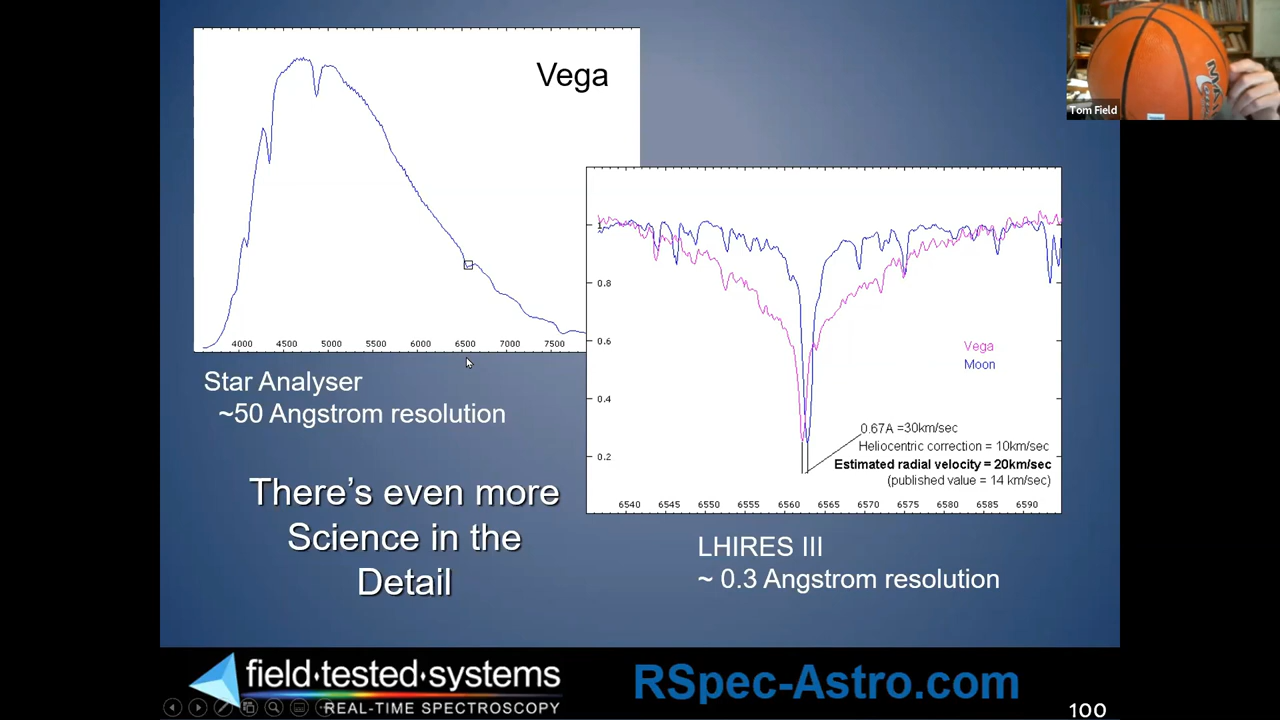 Vega
4000 4500 5000 5500 6000 6500 7000 7500
Star Analyser
~50 Angstrom resolution
There's even more
Science in the
Detail
1
0.8
0.6
0.4
0.2
Vega
Moon
0.67A =30km/sec
Heliocentric correction = 10km/sec
Estimated radial velocity = 20km/sec
(published value = 14 km/sec)
6540 6545 6550 6555 6560 6565 6570 6575 6580 6585 6590
LHIRES III
~ 0.3 Angstrom resolution
Tom Field
field·tested·systems
REAL-TIME SPECTROSCOPY
RSpec-Astro.com
100